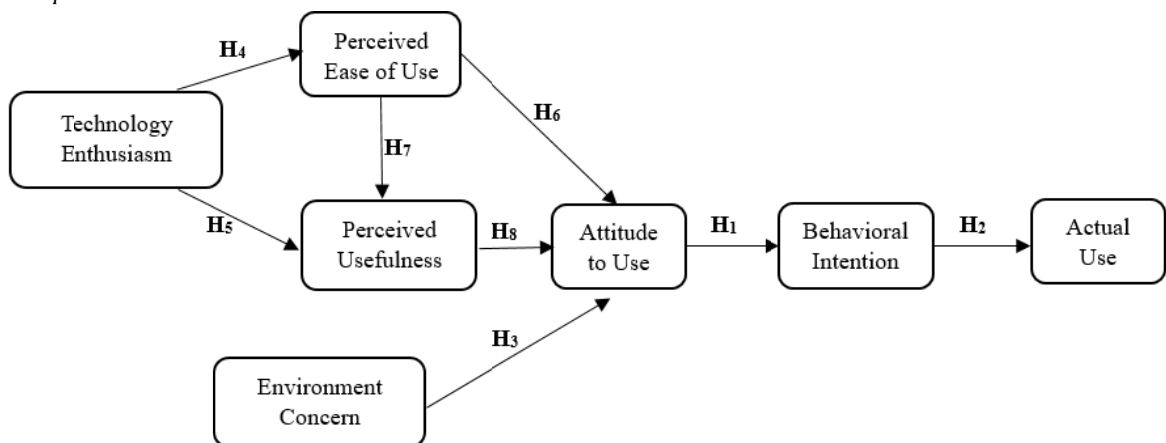 H4
Perceived
Ease of Use
Technology
Enthusiasm
H6
H7
H5
Perceived
Usefulness
H8
Attitude
to Use
H1
Behavioral
Intention
H2
Actual
Use
H3
Environment
Concern